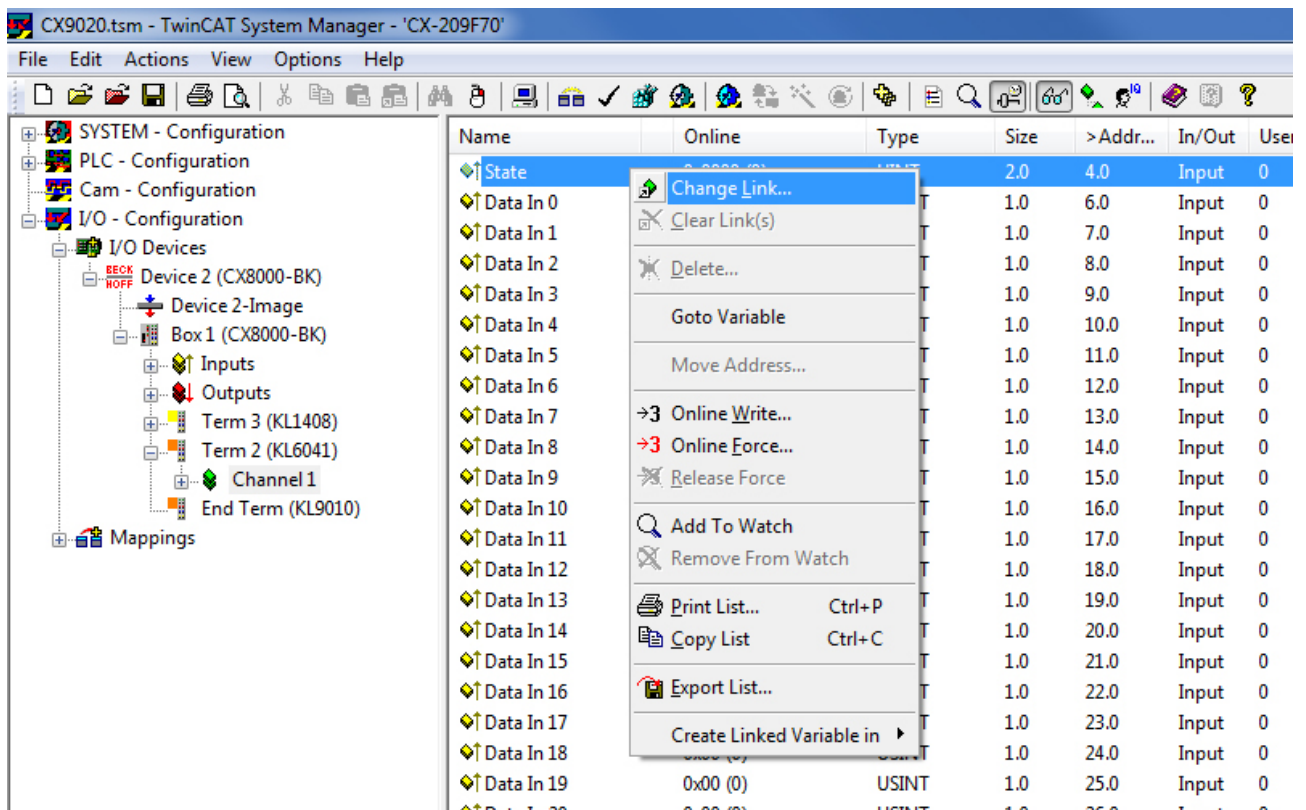 CX9020.tsm - TwinCAT System Manager - 'CX-209F70'
File Edit Actions View Options Help
SYSTEM - Configuration
PLC - Configuration
Cam - Configuration
I/O - Configuration
I/O Devices
BECK
HOFF
Device 2 (CX8000-BK)
Device 2-Image
Box 1 (CX8000-BK)
Inputs
Outputs
Term 3 (KL1408)
Term 2 (KL6041)
Channel 1
End Term (KL9010)
Mappings
Name Online Type Size >Addr... In/Out User
State 2.0 4.0 Input 0
Data In 0 T 1.0 6.0 Input 0
Data In 1 T 1.0 7.0 Input 0
Data In 2 T 1.0 8.0 Input 0
Data In 3 T 1.0 9.0 Input 0
Data In 4 T 1.0 10.0 Input 0
Data In 5 T 1.0 11.0 Input 0
Data In 6 T 1.0 12.0 Input 0
Data In 7 T 1.0 13.0 Input 0
Data In 8 T 1.0 14.0 Input 0
Data In 9 T 1.0 15.0 Input 0
Data In 10 T 1.0 16.0 Input 0
Data In 11 T 1.0 17.0 Input 0
Data In 12 T 1.0 18.0 Input 0
Data In 13 T 1.0 19.0 Input 0
Data In 14 T 1.0 20.0 Input 0
Data In 15 T 1.0 21.0 Input 0
Data In 16 T 1.0 22.0 Input 0
Data In 17 T 1.0 23.0 Input 0
Data In 18 1.0 24.0 Input 0
Data In 19 0x00 (0) USINT 1.0 25.0 Input 0
Change Link...
Clear Link(s)
Delete...
Goto Variable
Move Address...
→3 Online Write...
→3 Online Force...
Release Force
Add To Watch
Remove From Watch
Print List... Ctrl+P
Copy List Ctrl+C
Export List...
Create Linked Variable in